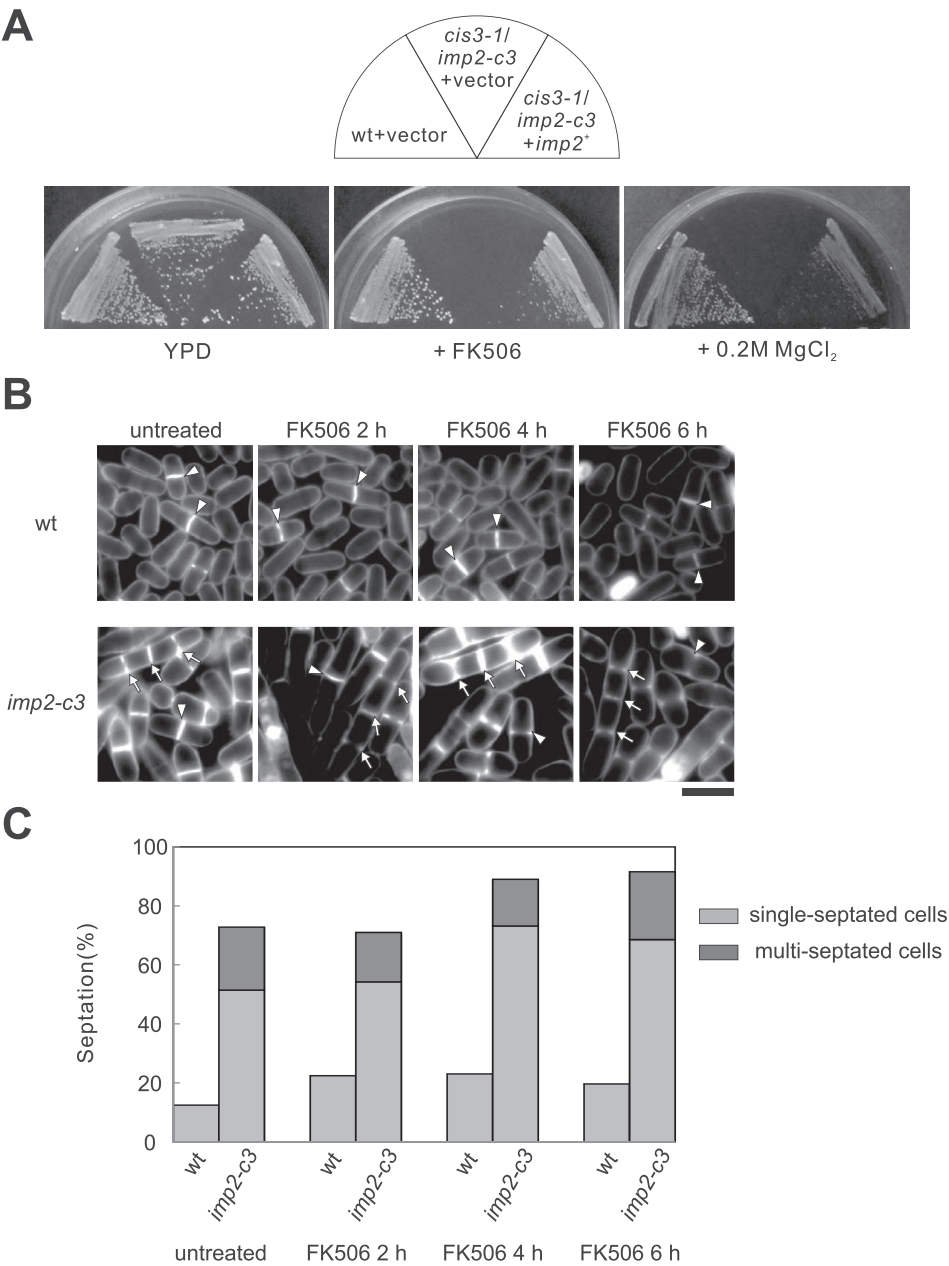 A
cis3-1/
imp2-c3
+vector
cis3-1/
imp2-c3
+imp2⁺
wt+vector
YPD
+ FK506
+ 0.2M MgCl₂
B
untreated
FK506 2 h
FK506 4 h
FK506 6 h
wt
imp2-c3
C
Septation(%)
100
80
60
40
20
0
single-septated cells
multi-septated cells
wt
imp2-c3
wt
imp2-c3
wt
imp2-c3
wt
imp2-c3
untreated
FK506 2 h
FK506 4 h
FK506 6 h